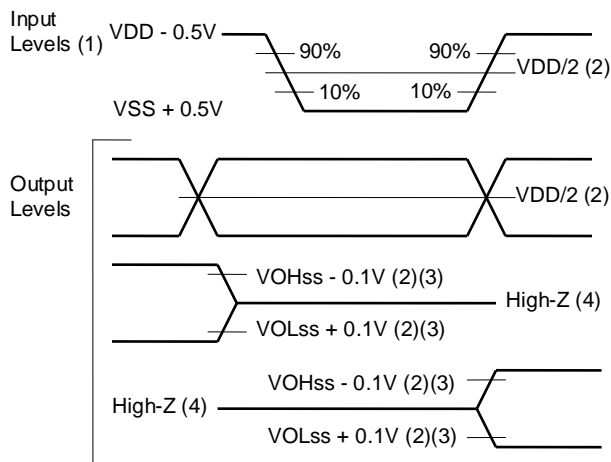 Input
Levels (1)
VDD - 0.5V
90%
90%
VDD/2 (2)
10%
10%
VSS + 0.5V
Output
Levels
VDD/2 (2)
VOHss - 0.1V (2)(3)
High-Z (4)
VOLss + 0.1V (2)(3)
VOHss - 0.1V (2)(3)
High-Z (4)
VOLss + 0.1V (2)(3)